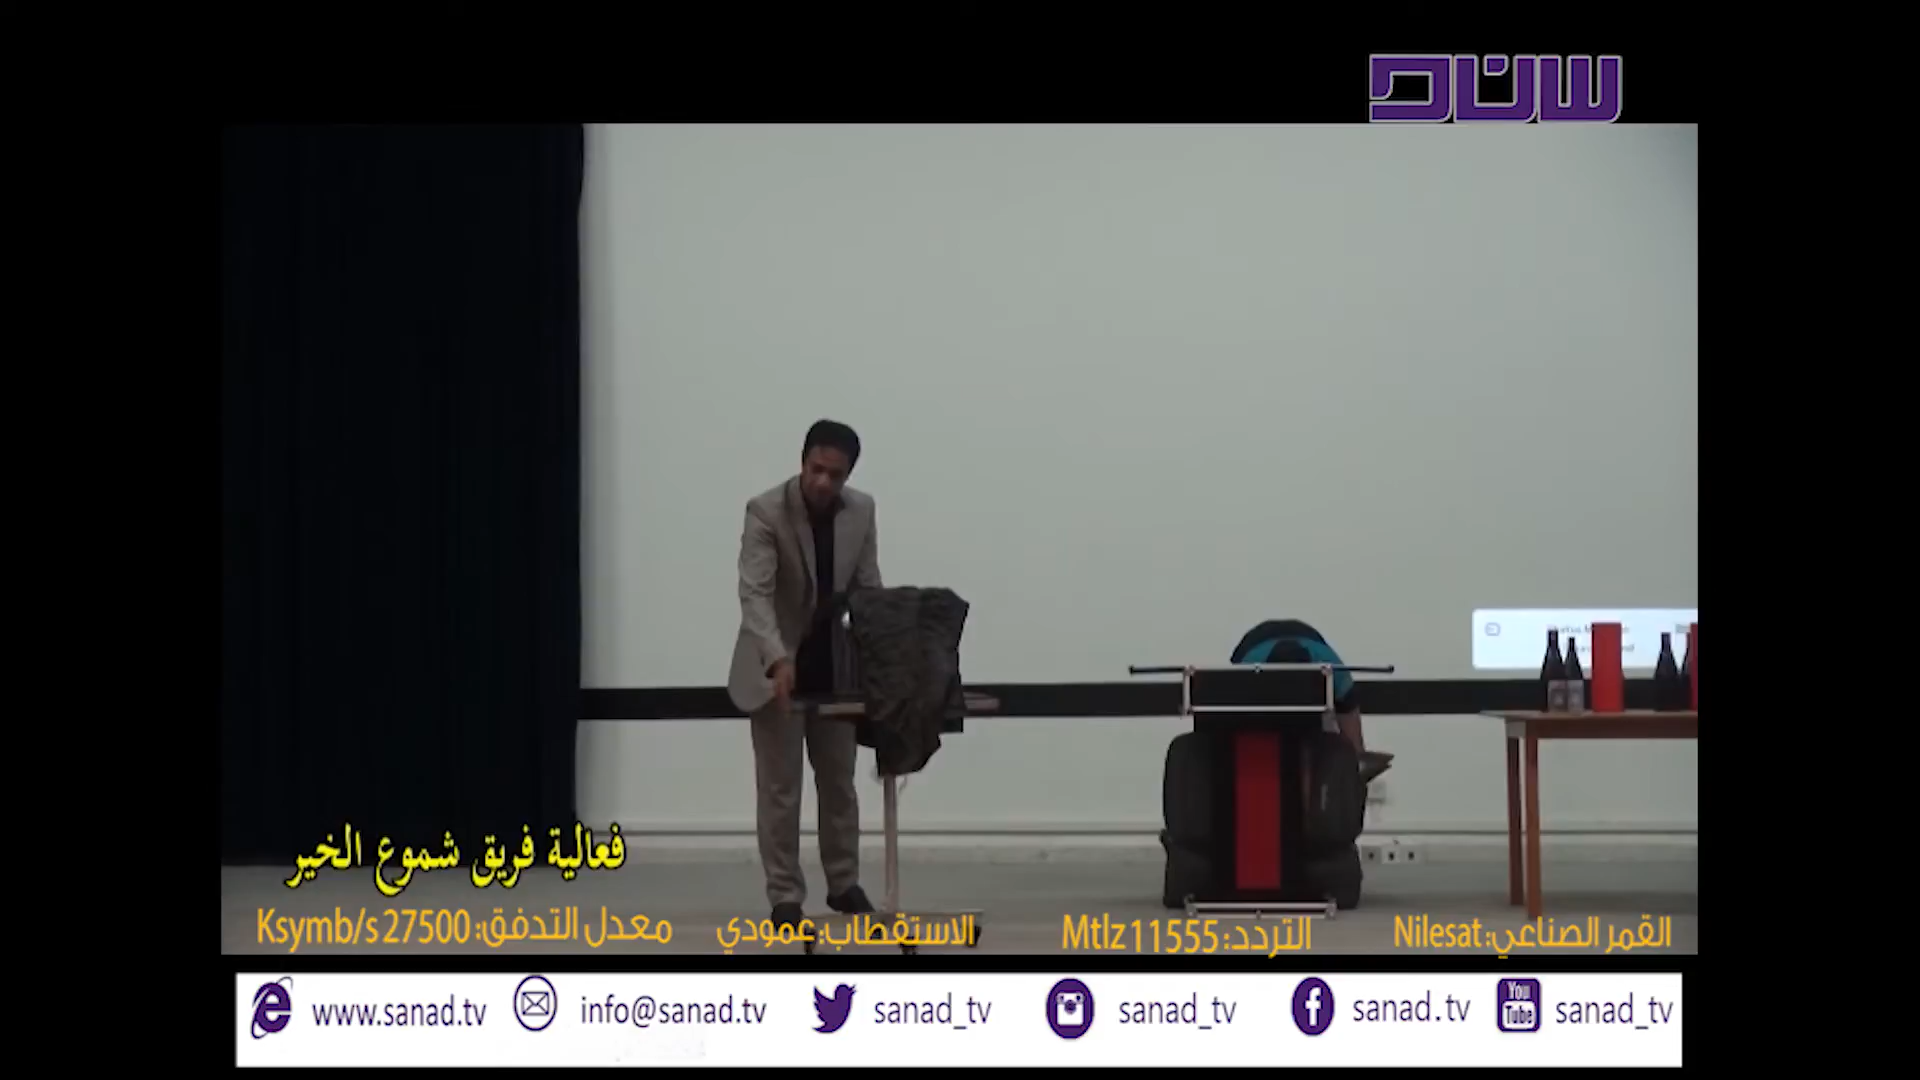 سند
فعالية فريق شموع الخير
القمر الصناعي: Nilesat التردد: 11555 Mtlz الاستقطاب: عمودي معدل التدفق: 27500 Ksymb/s
www.sanad.tv info@sanad.tv sanad_tv sanad_tv sanad.tv You Tube sanad_tv